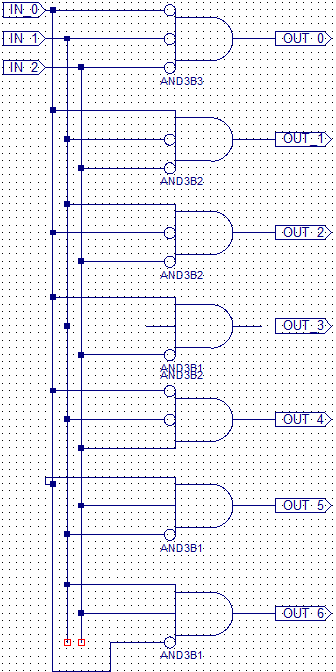 IN_0
OUT_0
IN_1
IN_2
AND3B3
OUT_1
AND3B2
OUT_2
AND3B2
OUT_3
AND3B1
AND3B2
OUT_4
OUT_5
AND3B1
OUT_6
AND3B1